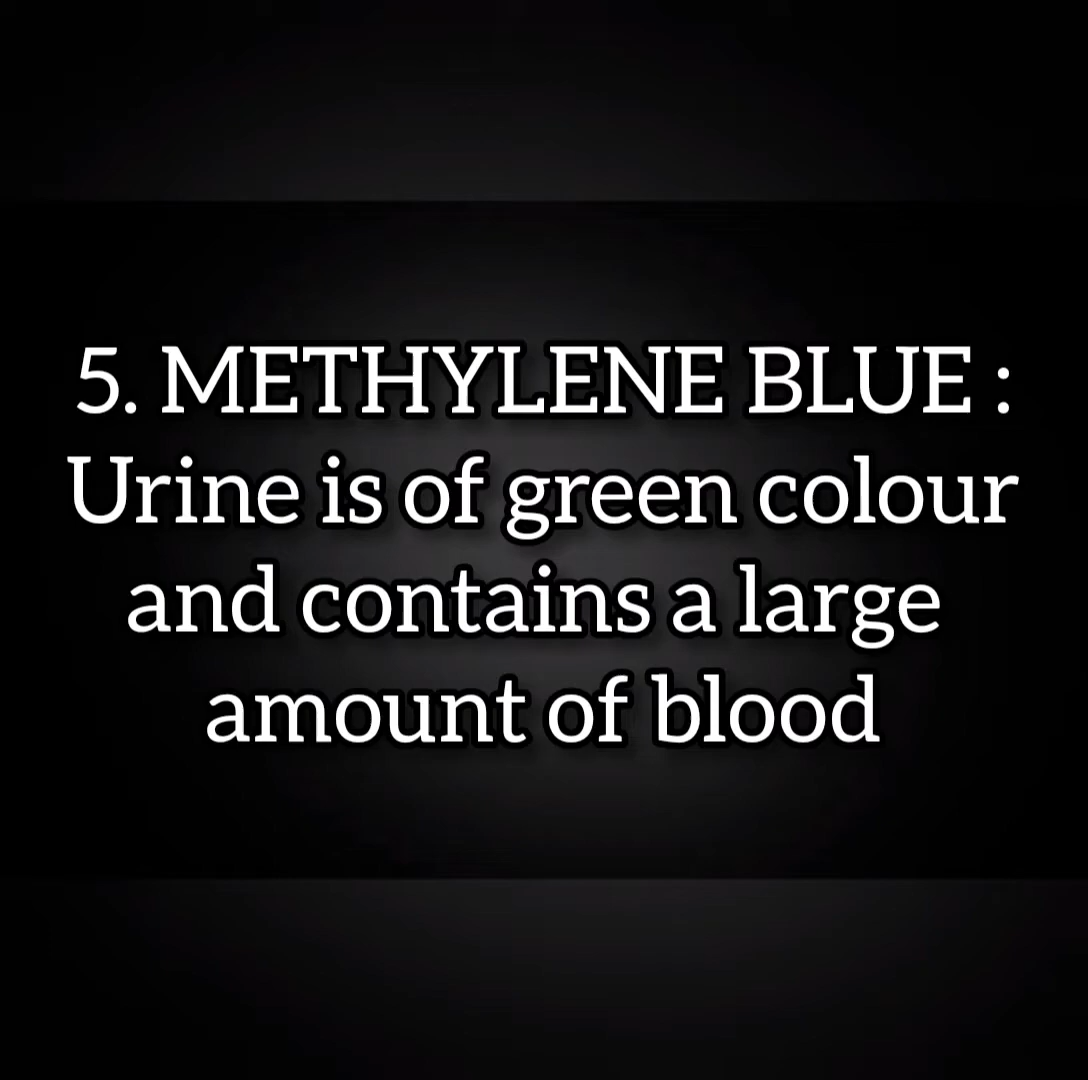 5. METHYLENE BLUE :
Urine is of green colour
and contains a large
amount of blood